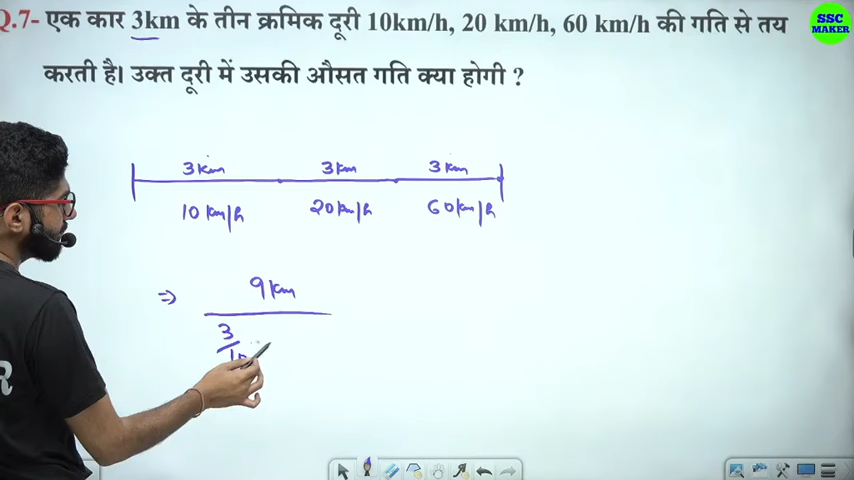 Q.7- एक कार 3km के तीन क्रमिक दूरी 10km/h, 20 km/h, 60 km/h की गति से तय
करती है। उक्त दूरी में उसकी औसत गति क्या होगी ?
SSC
MAKER
3km 3km 3km
10km/h 20km/h 60km/h
⇒ 9km
3
10
R